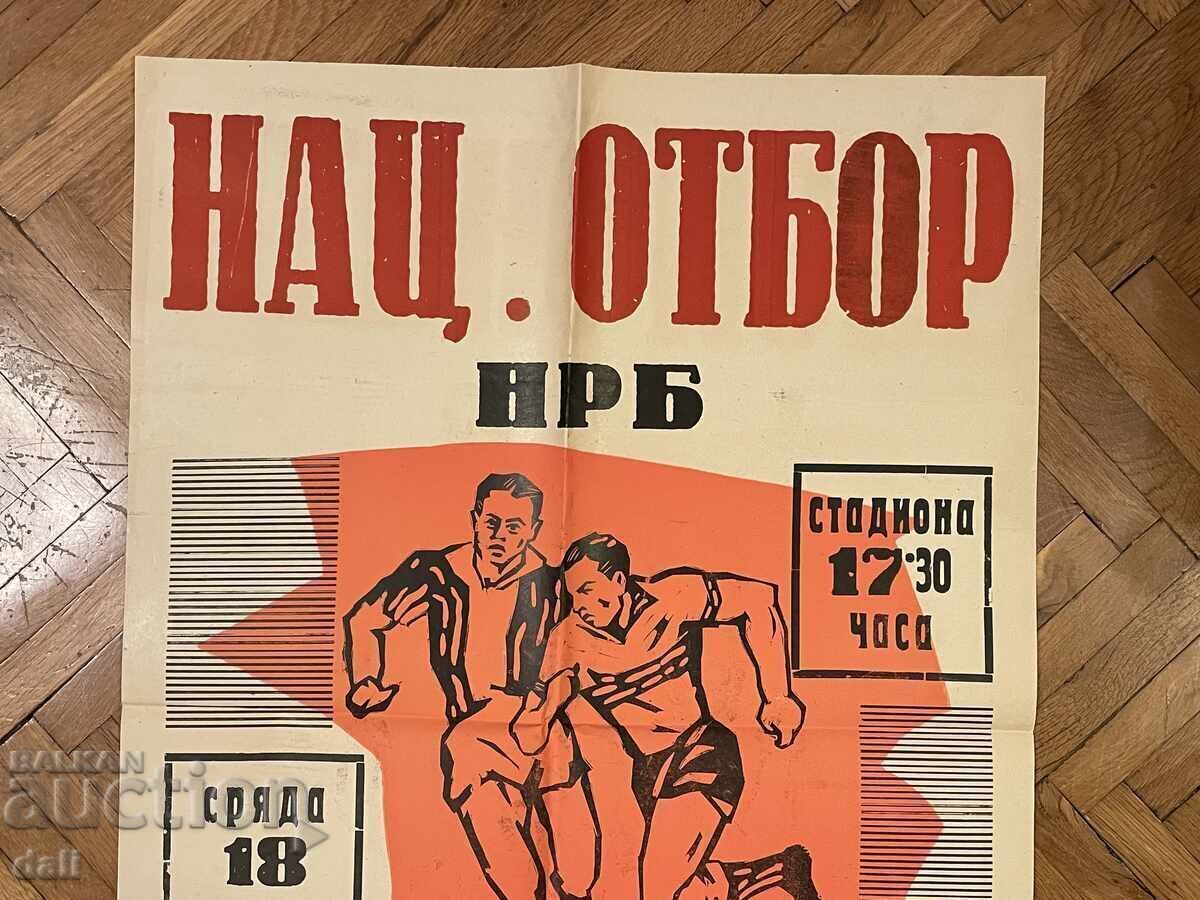 НАЦ. ОТБОР
НРБ
стадиона
17:30
часа
сряда
18
BALKAN
auction
dali